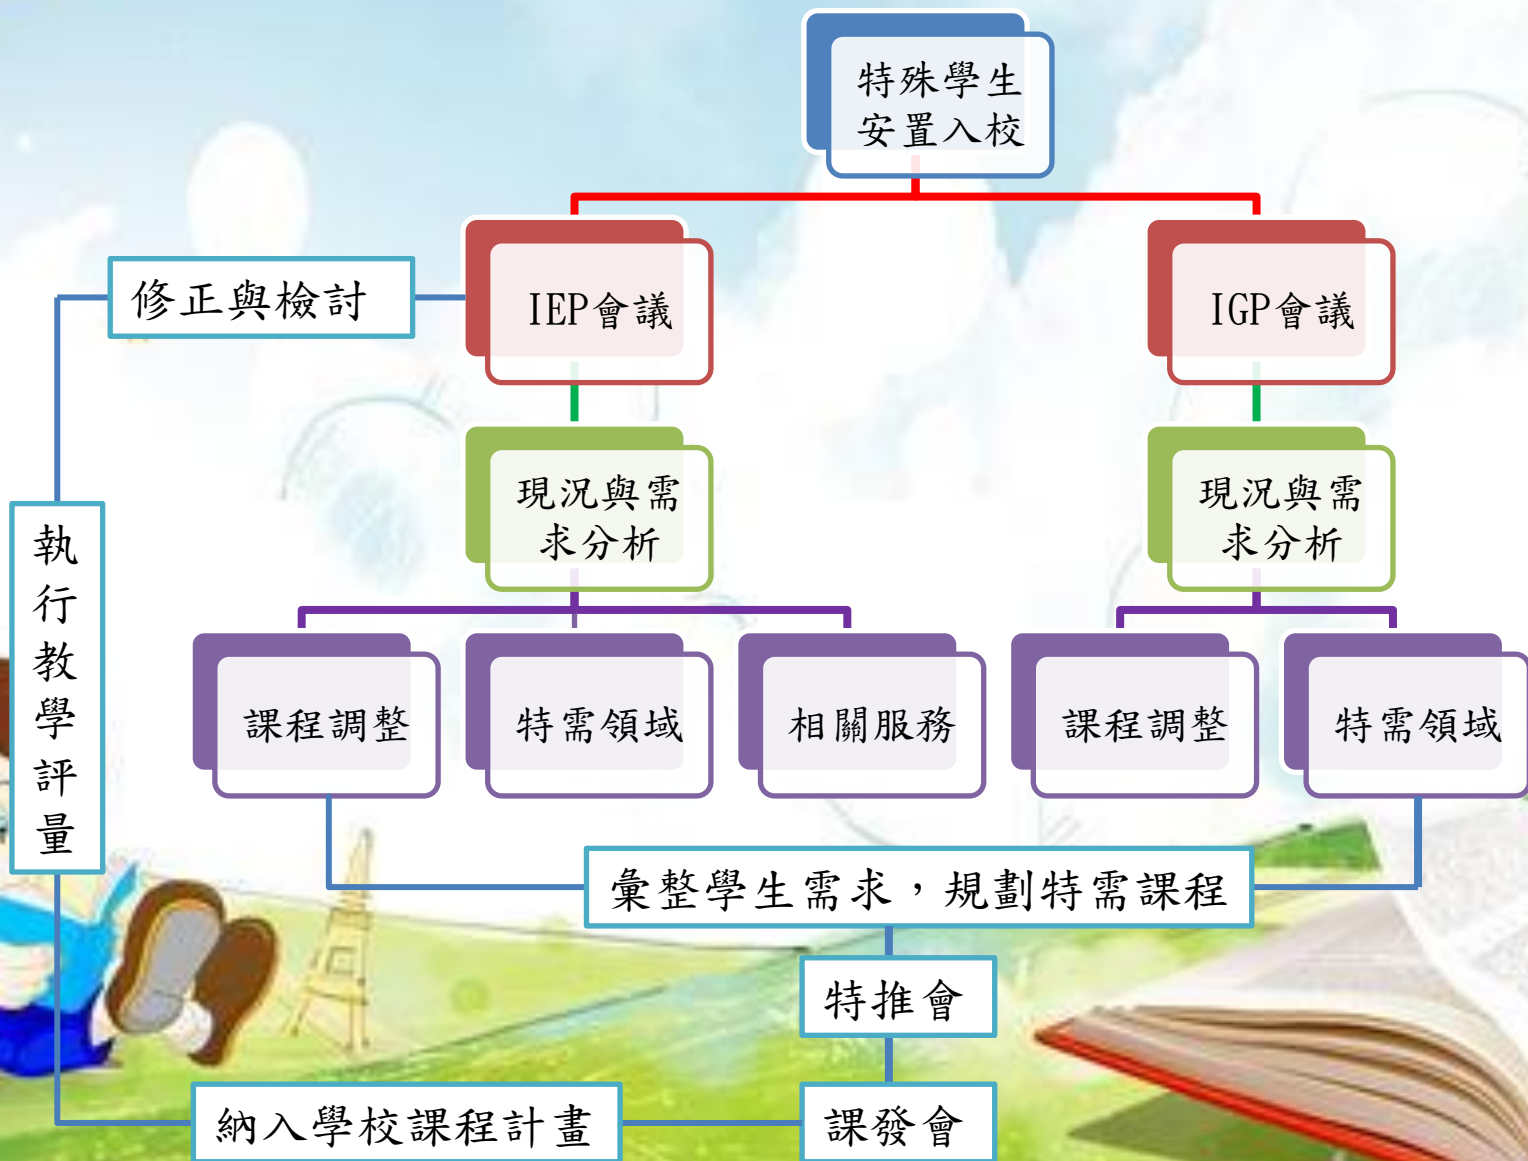 特殊學生
安置入校
修正與檢討
IEP會議
IGP會議
現況與需
求分析
現況與需
求分析
執行教學評量
課程調整
特需領域
相關服務
課程調整
特需領域
彙整學生需求，規劃特需課程
特推會
納入學校課程計畫
課發會